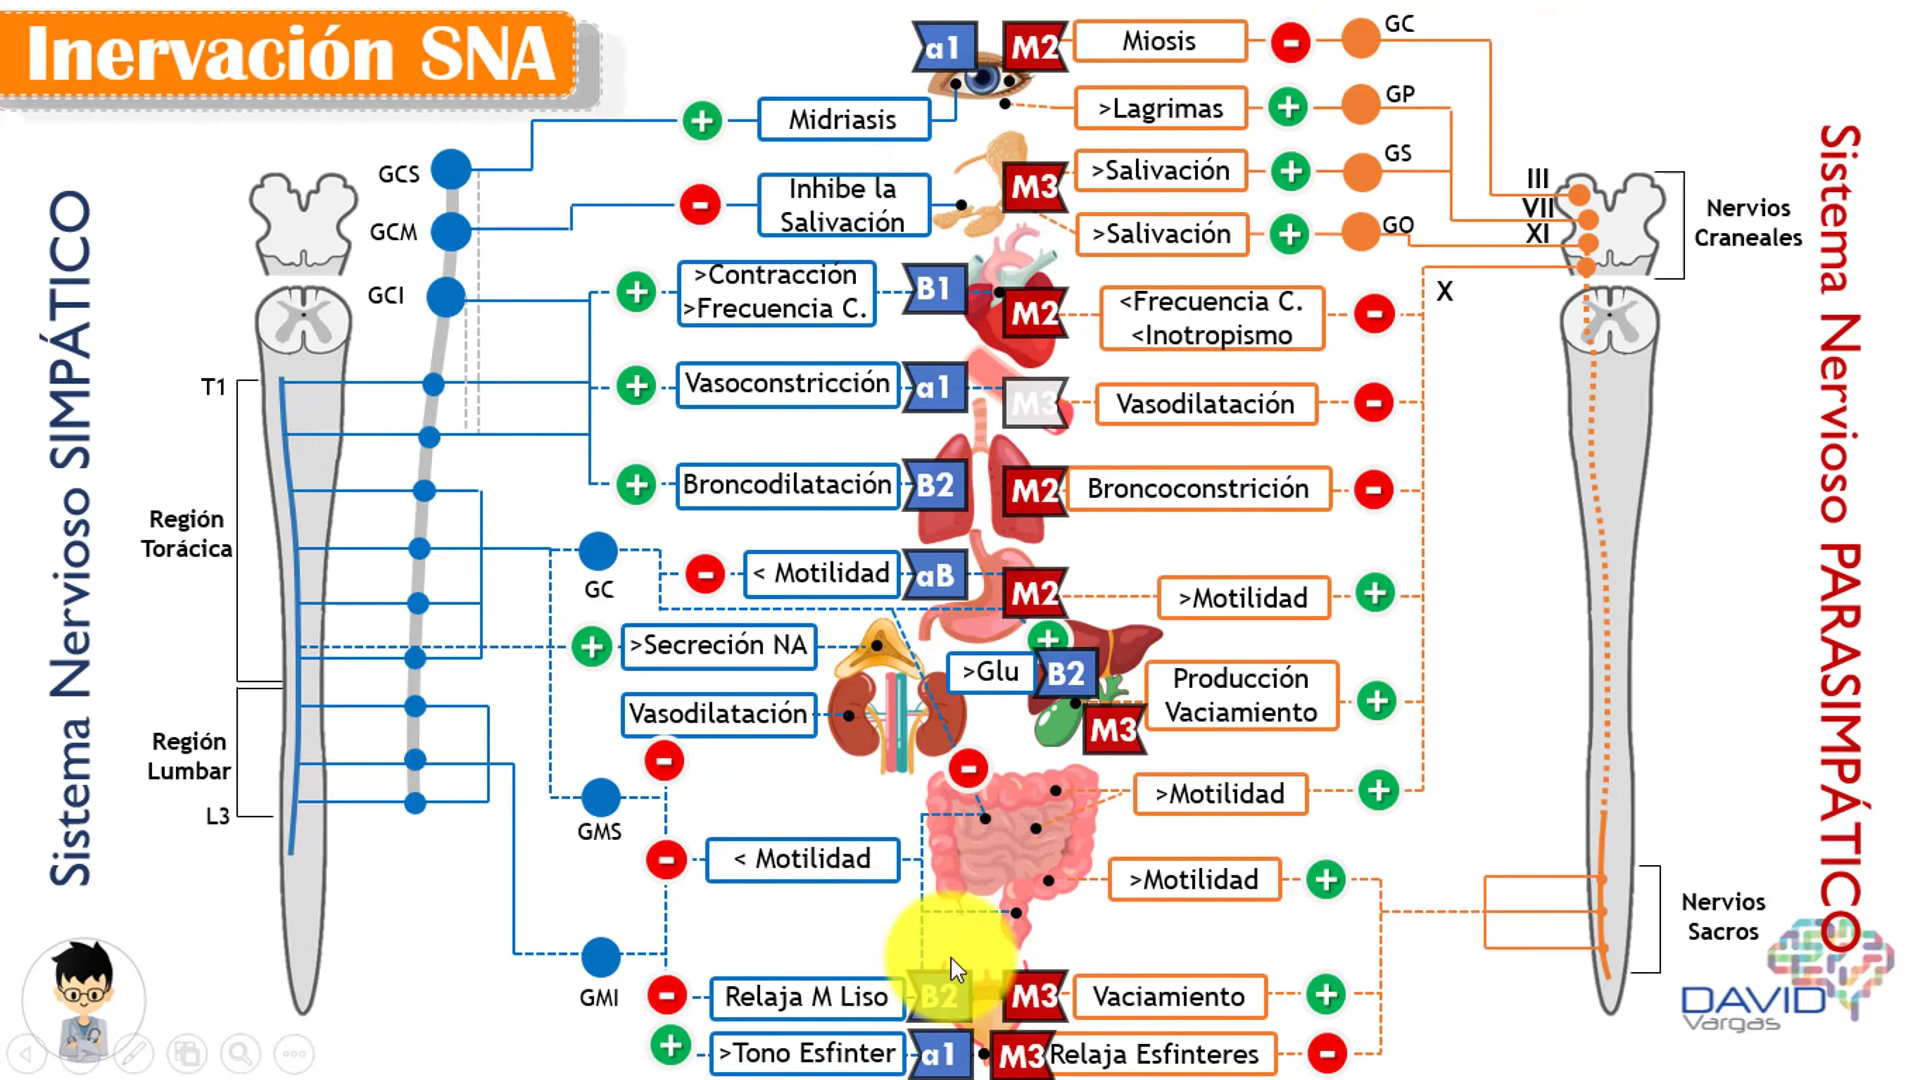 Inervación SNA
Sistema Nervioso SIMPÁTICO
GCS
GCM
GCI
T1
Región
Torácica
Región
Lumbar
L3
GC
GMS
GMI
+
Midriasis
a1
-
Inhibe la
Salivación
+
>Contracción
>Frecuencia C.
B1
+
Vasoconstricción
a1
+
Broncodilatación
B2
-
< Motilidad
aB
+
>Secreción NA
Vasodilatación
-
+
>Glu
B2
-
-
< Motilidad
-
Relaja M Liso
B2
+
>Tono Esfinter
a1
M2
Miosis
-
GC
>Lagrimas
+
GP
M3
>Salivación
+
GS
>Salivación
+
GO
M2
<Frecuencia C.
<Inotropismo
-
M3
Vasodilatación
-
M2
Broncoconstrición
-
M2
>Motilidad
+
M3
Producción
Vaciamiento
+
>Motilidad
+
>Motilidad
+
M3
Vaciamiento
+
M3
Relaja Esfinteres
-
III
VII
XI
X
Nervios
Craneales
Nervios
Sacros
Sistema Nervioso PARASIMPÁTICO
DAVID
Vargas